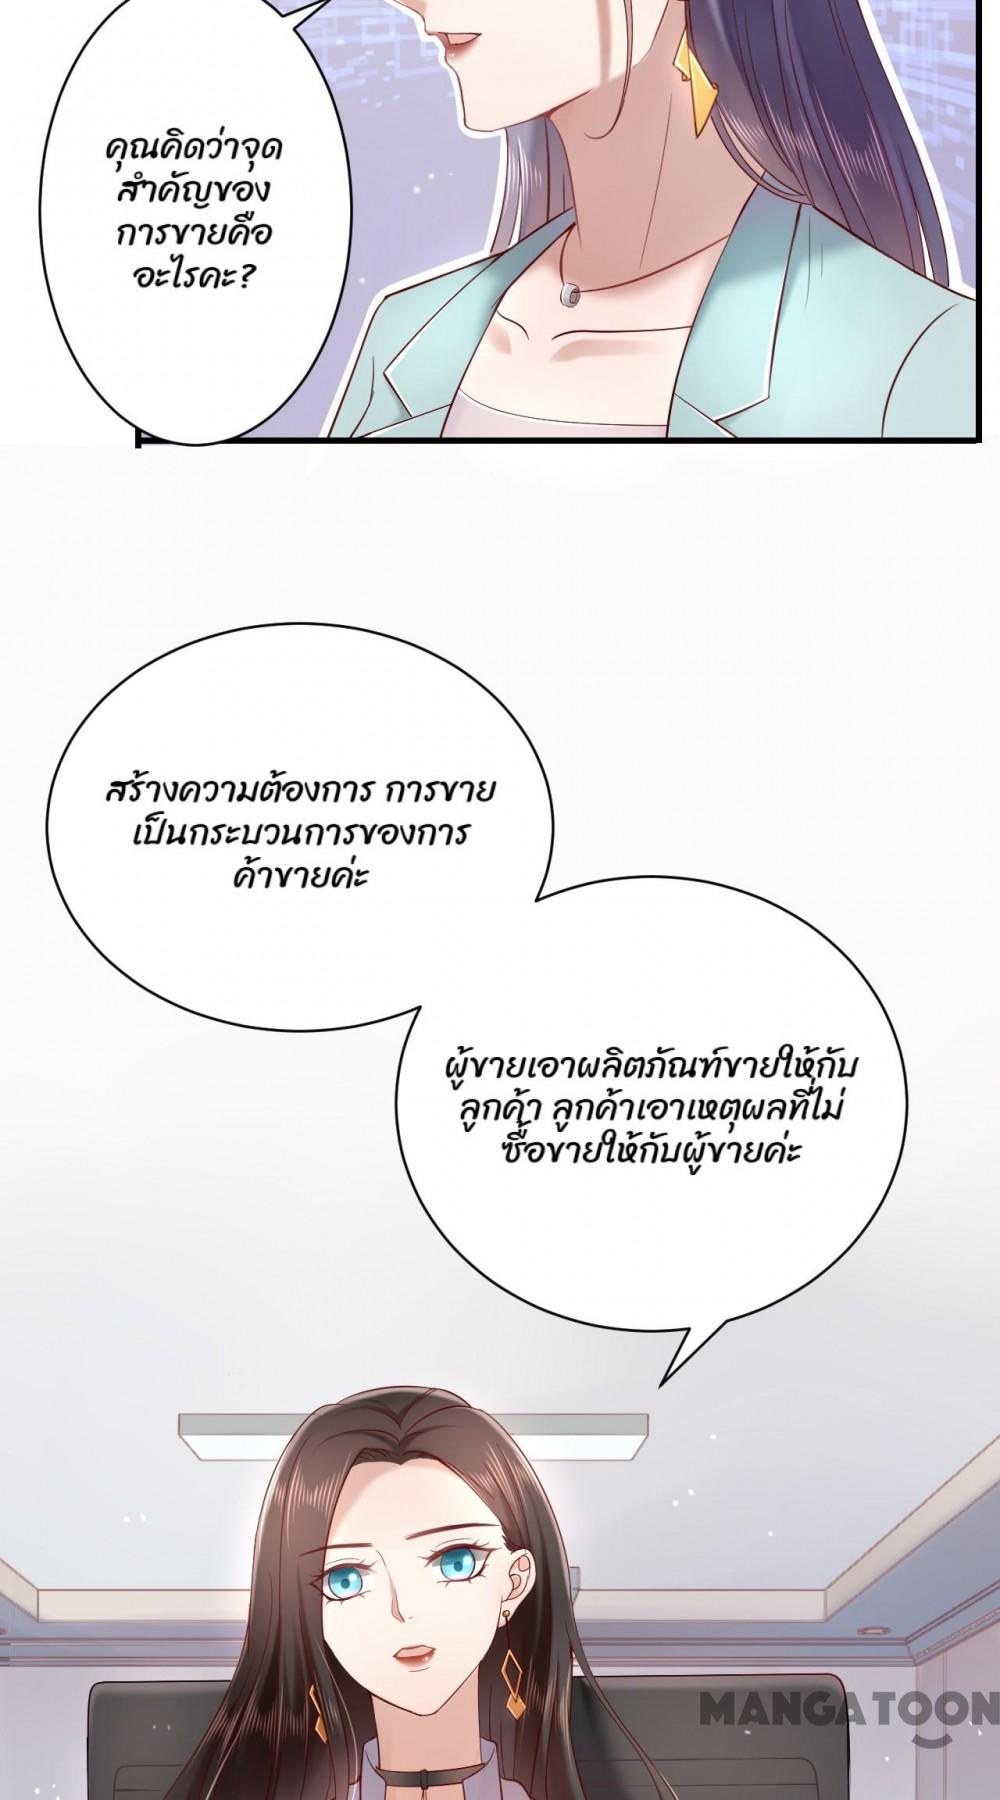 คุณคิดว่าจุด
สำคัญของ
การขายคือ
อะไรคะ?
สร้างความต้องการ การขาย
เป็นกระบวนการของการ
ค้าขายค่ะ
ผู้ขายเอาผลิตภัณฑ์ขายให้กับ
ลูกค้า ลูกค้าเอาเหตุผลที่ไม่
ซื้อขายให้กับผู้ขายค่ะ
MANGATOON